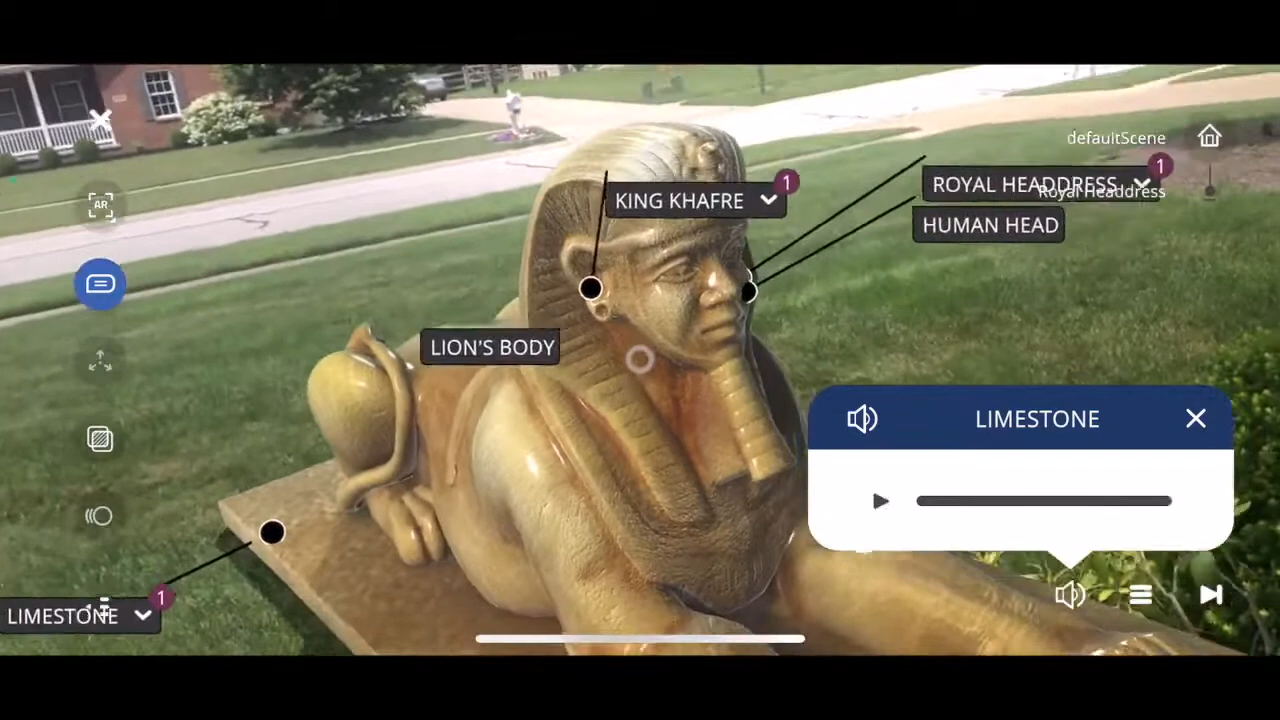 defaultScene
AR
KING KHAFRE
1
ROYAL HEADDRESS
1
Royal Headdress
HUMAN HEAD
LION'S BODY
LIMESTONE
LIMESTONE
1